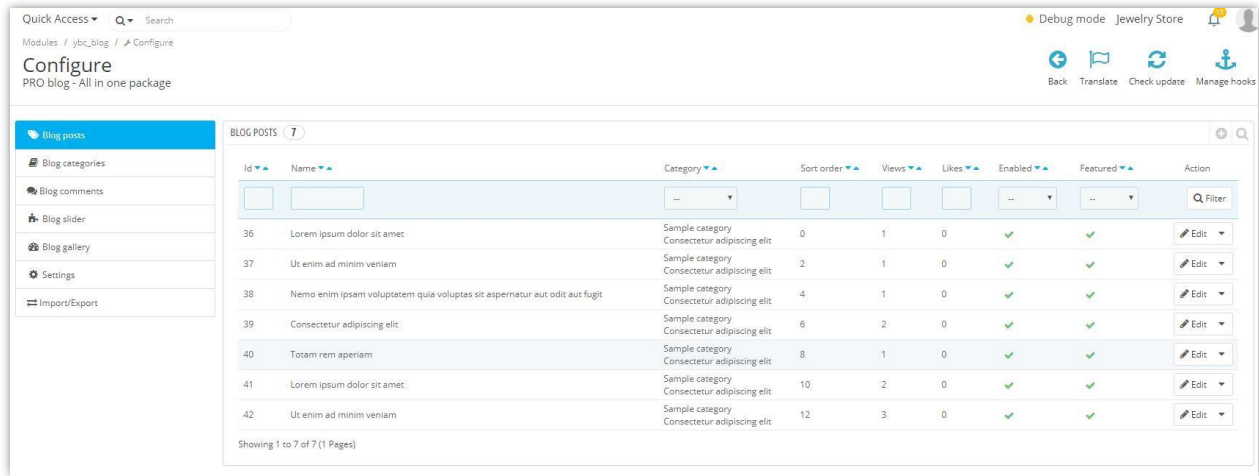 Quick Access Search Debug mode Jewelry Store
Modules / ybc_blog / Configure
Configure
PRO blog - All in one package
Back Translate Check update Manage hooks
Blog posts
Blog categories
Blog comments
Blog slider
Blog gallery
Settings
Import/Export
BLOG POSTS 7
Id Name Category Sort order Views Likes Enabled Featured Action
-- -- -- Filter
36 Lorem ipsum dolor sit amet Sample category 0 1 0 Edit
Consectetur adipiscing elit
37 Ut enim ad minim veniam Sample category 2 1 0 Edit
Consectetur adipiscing elit
38 Nemo enim ipsam voluptatem quia voluptas sit aspernatur aut odit aut fugit Sample category 4 1 0 Edit
Consectetur adipiscing elit
39 Consectetur adipiscing elit Sample category 6 2 0 Edit
Consectetur adipiscing elit
40 Totam rem aperiam Sample category 8 1 0 Edit
Consectetur adipiscing elit
41 Lorem ipsum dolor sit amet Sample category 10 2 0 Edit
Consectetur adipiscing elit
42 Ut enim ad minim veniam Sample category 12 3 0 Edit
Consectetur adipiscing elit
Showing 1 to 7 of 7 (1 Pages)